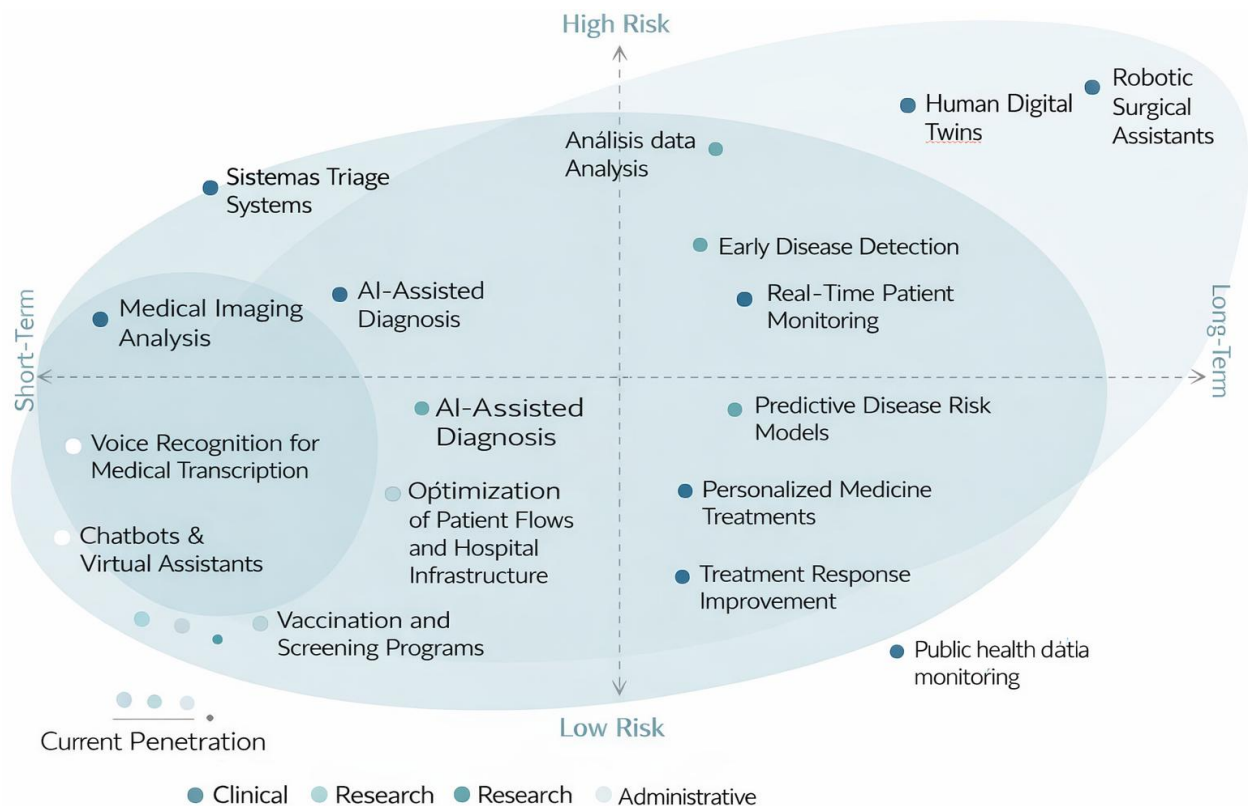 High Risk
Robotic
Surgical
Assistants
Human Digital
Twins
Análisis data
Analysis
Sistemas Triage
Systems
Early Disease Detection
AI-Assisted
Diagnosis
Real-Time Patient
Monitoring
Medical Imaging
Analysis
Short-Term
Long-Term
AI-Assisted
Diagnosis
Predictive Disease Risk
Models
Voice Recognition for
Medical Transcription
Optimization
of Patient Flows
and Hospital
Infrastructure
Personalized Medicine
Treatments
Chatbots &
Virtual Assistants
Treatment Response
Improvement
Vaccination and
Screening Programs
Public health
monitoring
Low Risk
Current Penetration
Clinical
Research
Research
Administrative